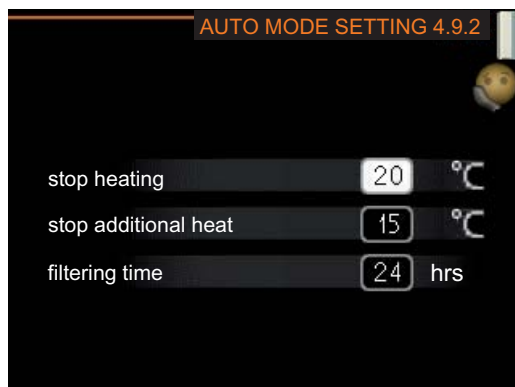 AUTO MODE SETTING 4.9.2
stop heating 20 °C
stop additional heat 15 °C
filtering time 24 hrs